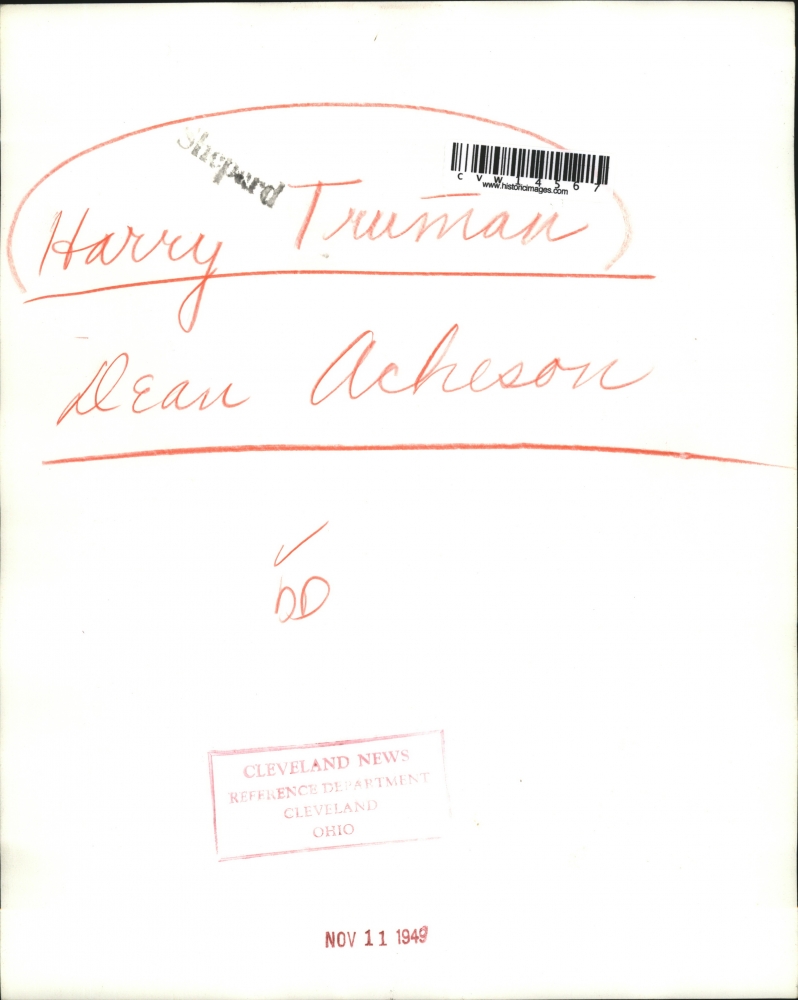 Shepard
cvw14567
www.historicimages.com
Harry Truman
Dean Acheson
CLEVELAND NEWS
REFERENCE DEPARTMENT
CLEVELAND
OHIO
NOV 11 1949